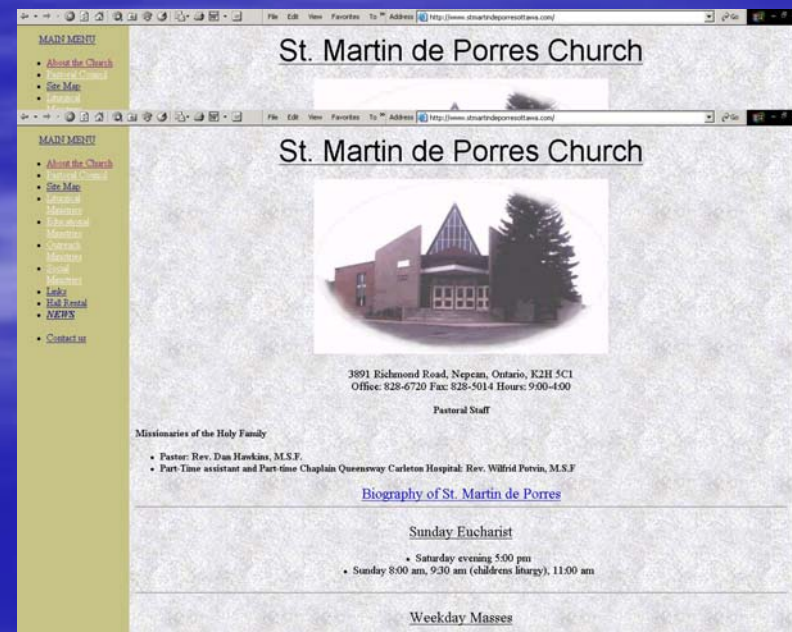 File Edit View Favorites To » Address http://www.stmartindeporresottawa.com/ Go
MAIN MENU
About the Church
Pastoral Council
Site Map
Liturgical
St. Martin de Porres Church
File Edit View Favorites To » Address http://www.stmartindeporresottawa.com/ Go
MAIN MENU
About the Church
Pastoral Council
Site Map
Liturgical
Ministries
Educational
Ministries
Outreach
Ministries
Social
Ministries
Links
Hall Rental
NEWS
Contact us
St. Martin de Porres Church
3891 Richmond Road, Nepean, Ontario, K2H 5C1
Office: 828-6720 Fax: 828-5014 Hours: 9:00-4:00
Pastoral Staff
Missionaries of the Holy Family
Pastor: Rev. Dan Hawkins, M.S.F.
Part-Time assistant and Part-time Chaplain Queensway Carleton Hospital: Rev. Wilfrid Potvin, M.S.F
Biography of St. Martin de Porres
Sunday Eucharist
Saturday evening 5:00 pm
Sunday 8:00 am, 9:30 am (childrens liturgy), 11:00 am
Weekday Masses